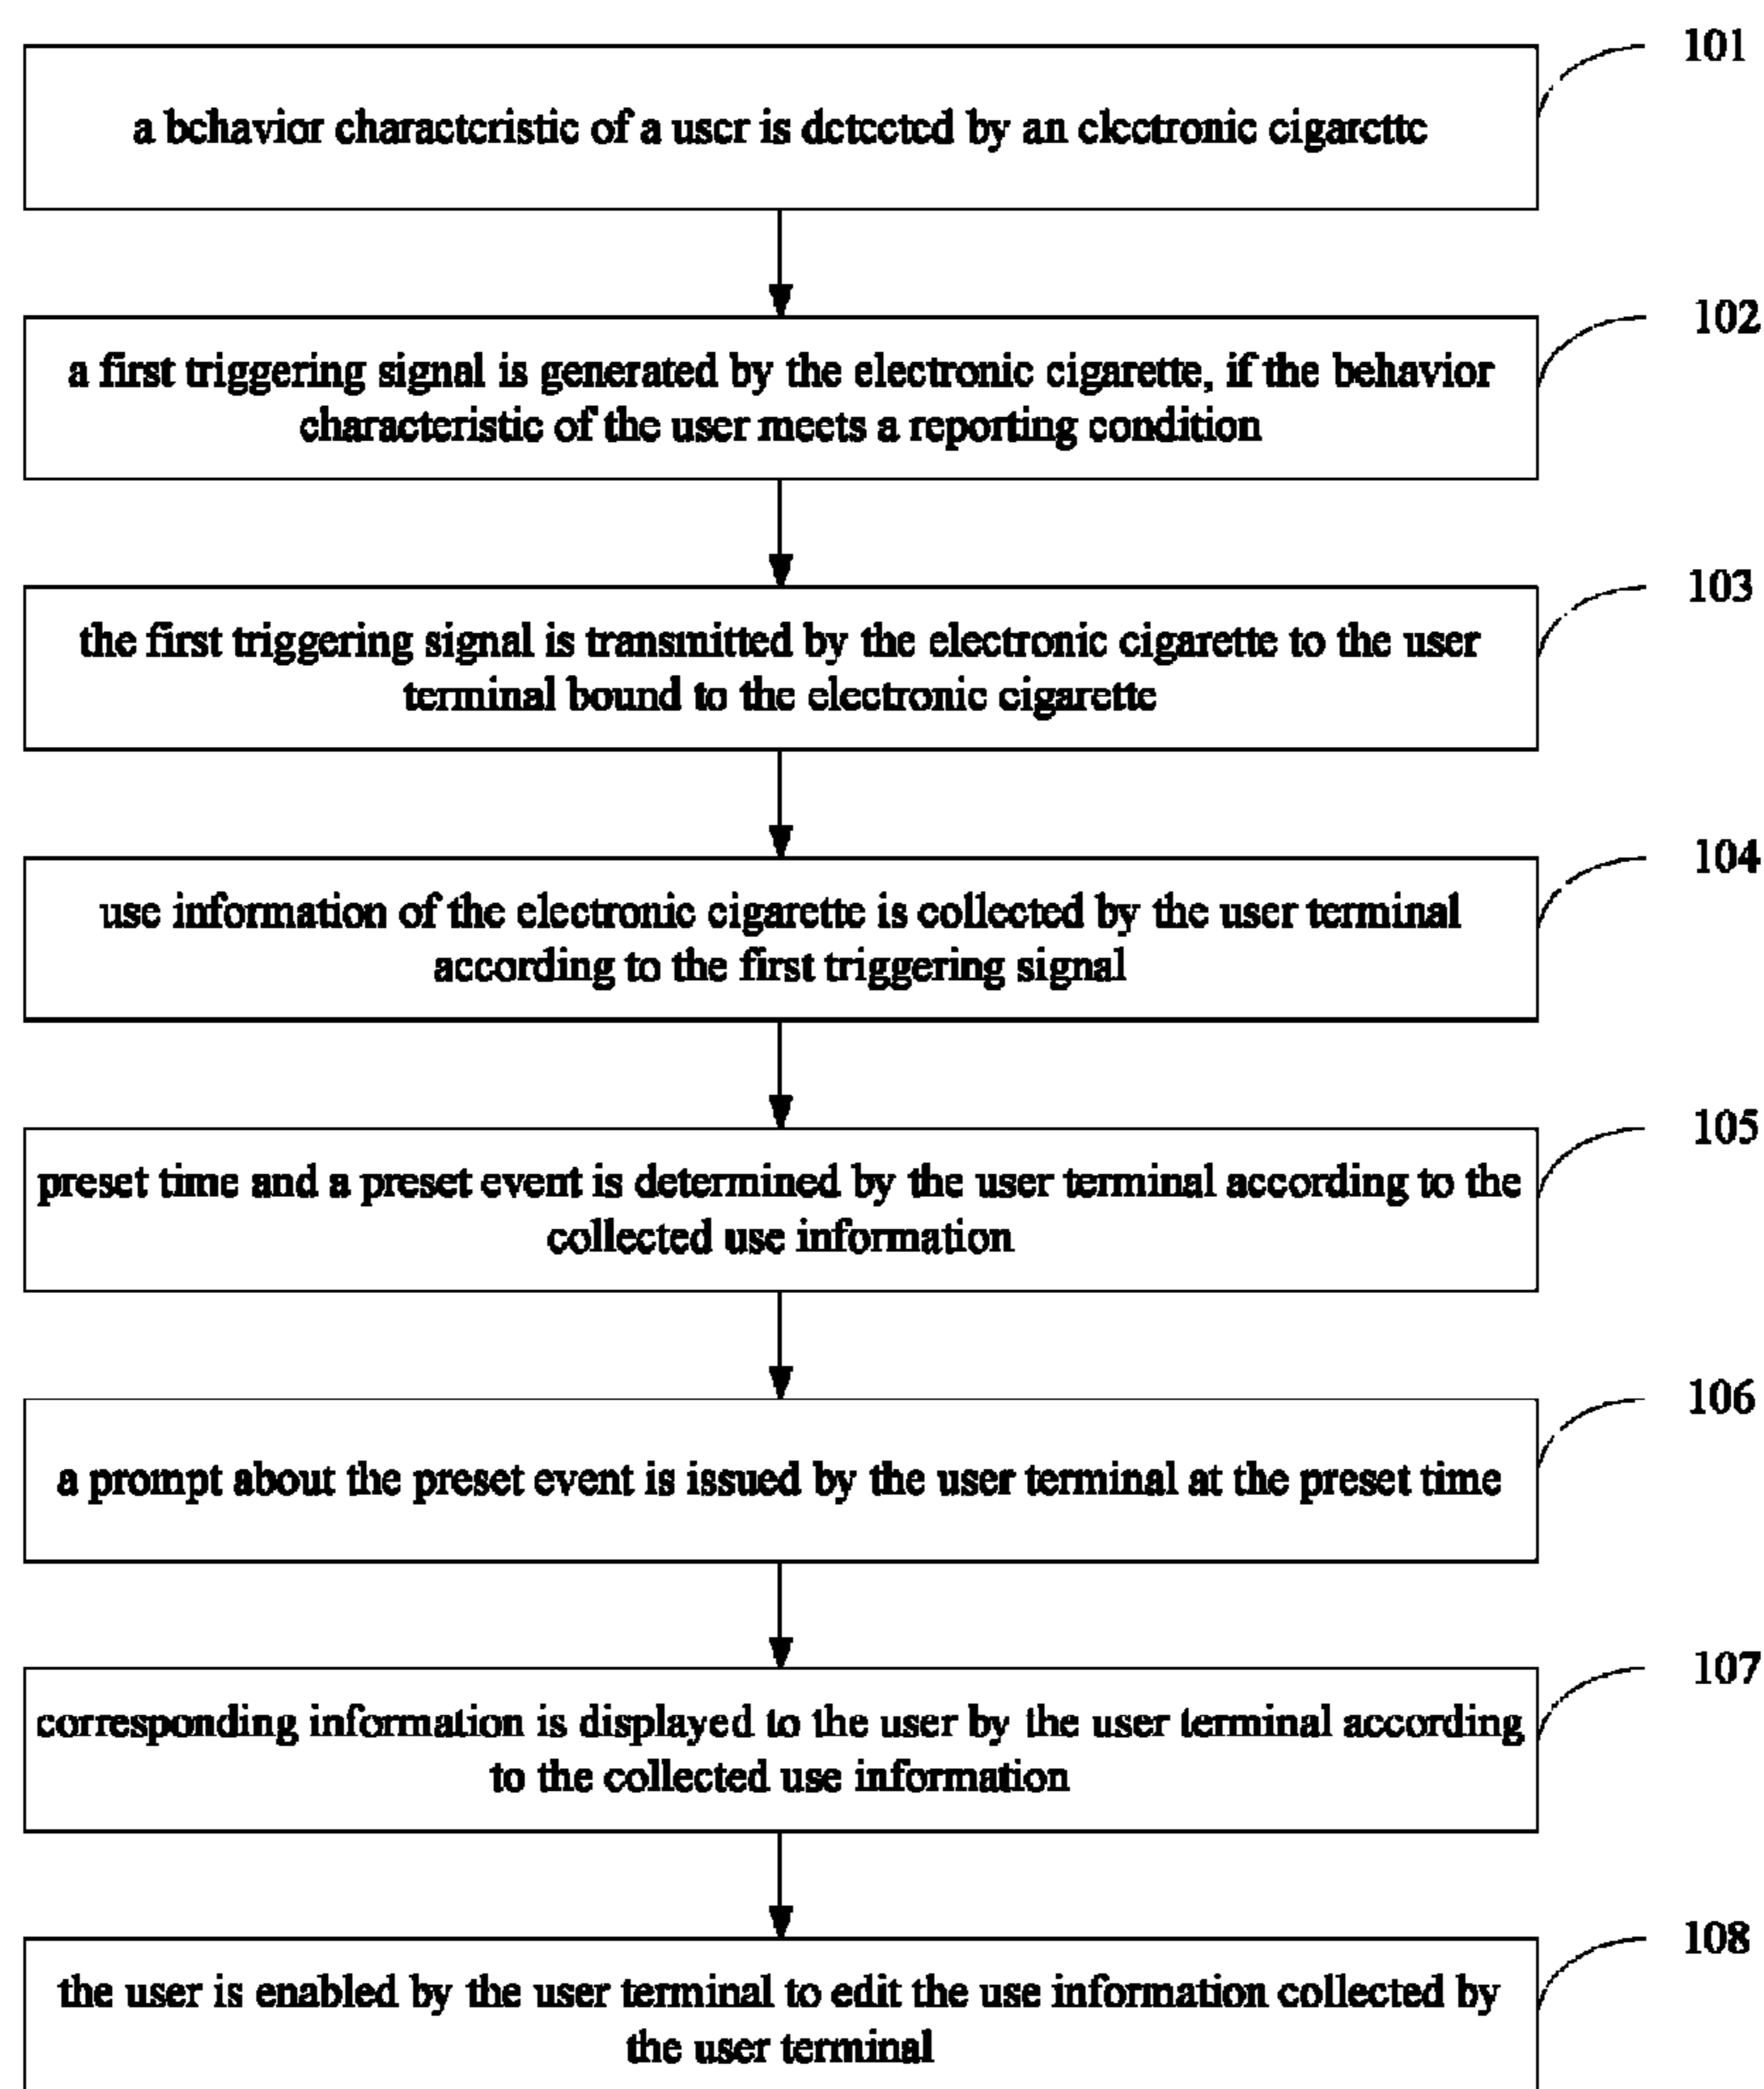 101
a behavior characteristic of a user is detected by an electronic cigarette
102
a first triggering signal is generated by the electronic cigarette, if the behavior
characteristic of the user meets a reporting condition
103
the first triggering signal is transmitted by the electronic cigarette to the user
terminal bound to the electronic cigarette
104
use information of the electronic cigarette is collected by the user terminal
according to the first triggering signal
105
preset time and a preset event is determined by the user terminal according to the
collected use information
106
a prompt about the preset event is issued by the user terminal at the preset time
107
corresponding information is displayed to the user by the user terminal according
to the collected use information
108
the user is enabled by the user terminal to edit the use information collected by
the user terminal